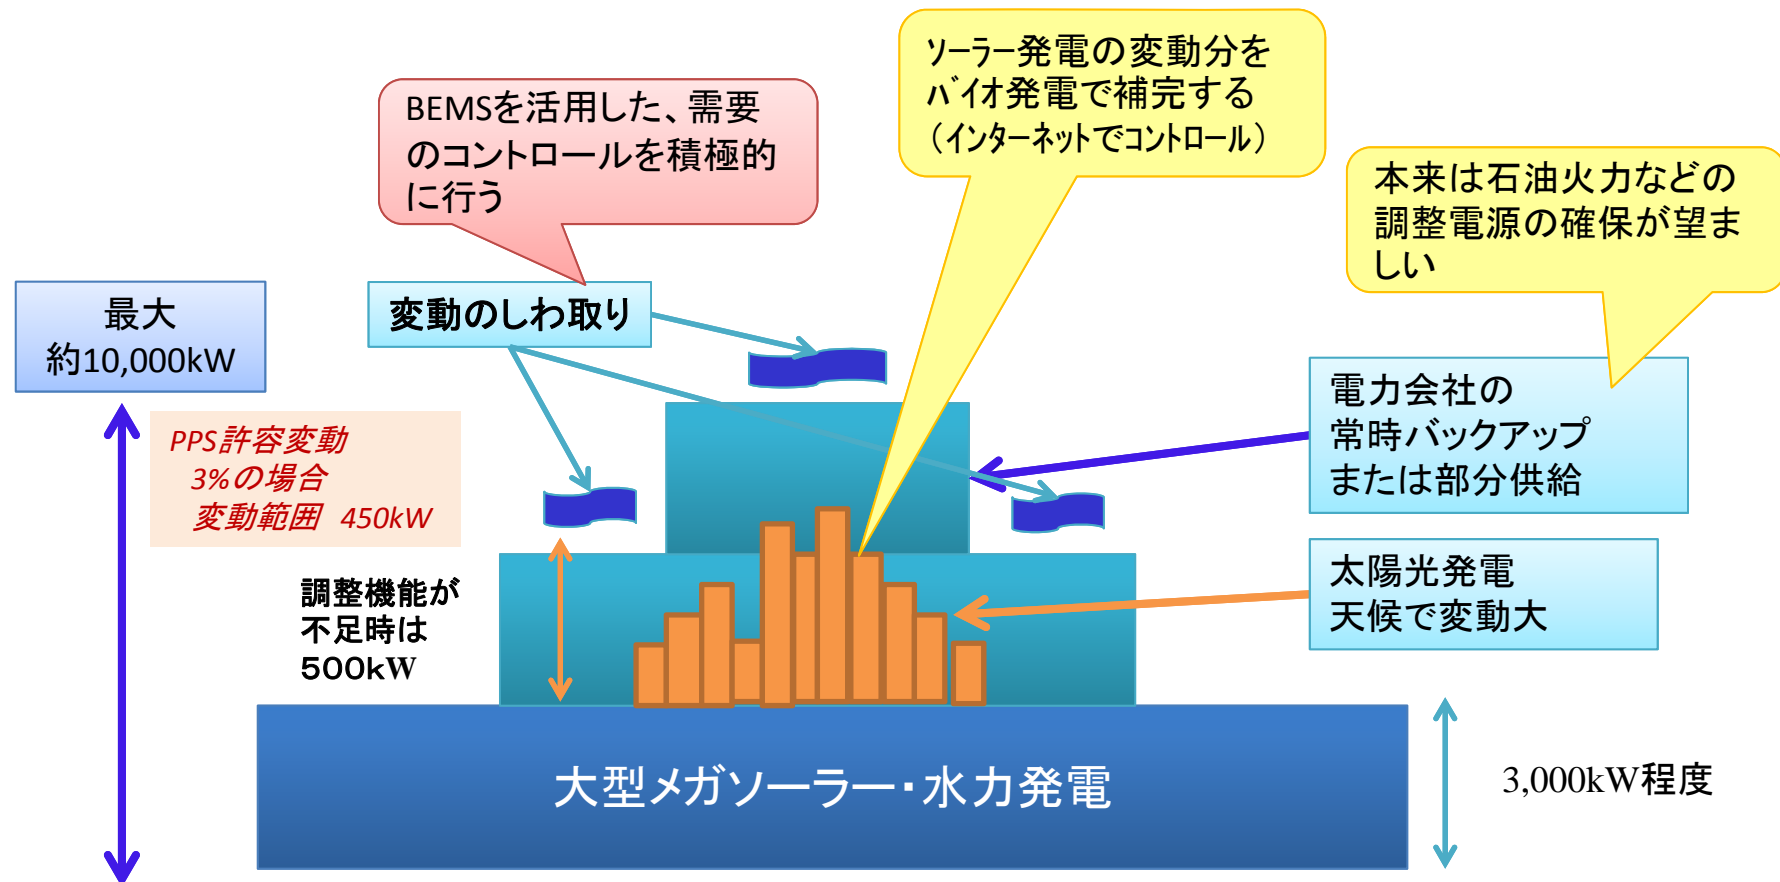 ソーラー発電の変動分を
バイオ発電で補完する
（インターネットでコントロール）
BEMSを活用した、需要
のコントロールを積極的
に行う
本来は石油火力などの
調整電源の確保が望ま
しい
最大
約10,000kW
変動のしわ取り
電力会社の
常時バックアップ
または部分供給
PPS許容変動
3%の場合
変動範囲 450kW
調整機能が
不足時は
500kW
太陽光発電
天候で変動大
大型メガソーラー・水力発電
3,000kW程度